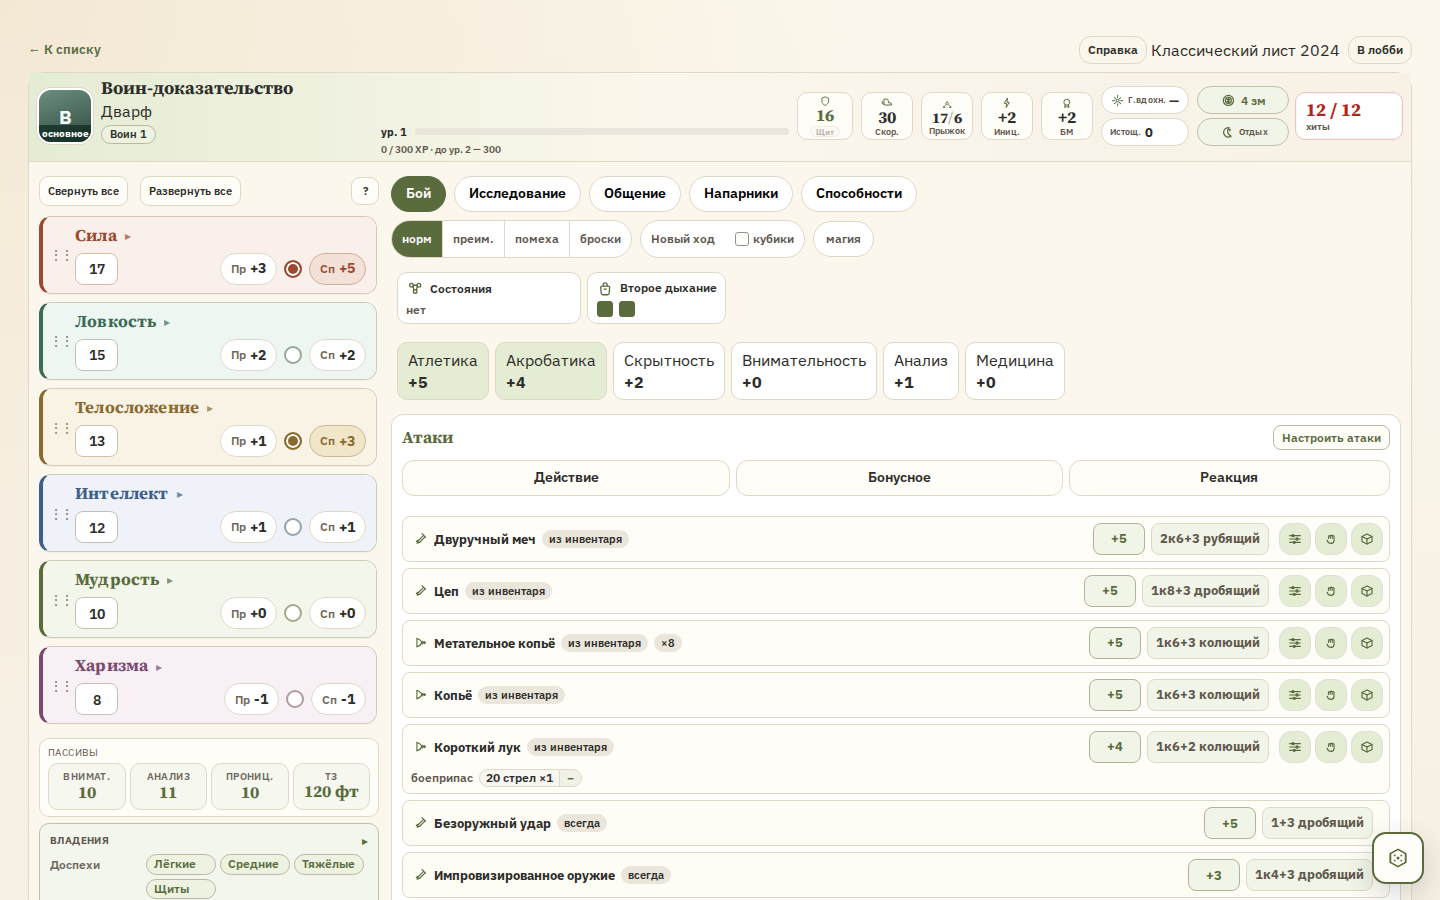 ← К списку
Справка Классический лист 2024 В лобби
В
основное
Воин-доказательство
Дварф
Воин 1
ур. 1
0 / 300 XP · до ур. 2 — 300
16
Щит
30
Скор.
17/6
Прыжок
+2
Иниц.
+2
БМ
Г.вдохн. —
Истощ. 0
4 зм
Отдых
12 / 12
хиты
Свернуть все Развернуть все ?
Сила ▸
17 Пр +3 Сп +5
Ловкость ▸
15 Пр +2 Сп +2
Телосложение ▸
13 Пр +1 Сп +3
Интеллект ▸
12 Пр +1 Сп +1
Мудрость ▸
10 Пр +0 Сп +0
Харизма ▸
8 Пр -1 Сп -1
ПАССИВЫ
ВНИМАТ.
10
АНАЛИЗ
11
ПРОНИЦ.
10
ТЗ
120 фт
ВЛАДЕНИЯ ▸
Доспехи Лёгкие Средние Тяжёлые
Щиты
Бой Исследование Общение Напарники Способности
норм преим. помеха броски Новый ход кубики магия
Состояния
нет
Второе дыхание
Атлетика
+5
Акробатика
+4
Скрытность
+2
Внимательность
+0
Анализ
+1
Медицина
+0
Атаки Настроить атаки
Действие Бонусное Реакция
Двуручный меч из инвентаря +5 2к6+3 рубящий
Цеп из инвентаря +5 1к8+3 дробящий
Метательное копьё из инвентаря ×8 +5 1к6+3 колющий
Копьё из инвентаря +5 1к6+3 колющий
Короткий лук из инвентаря +4 1к6+2 колющий
боеприпас 20 стрел ×1 −
Безоружный удар всегда +5 1+3 дробящий
Импровизированное оружие всегда +3 1к4+3 дробящий